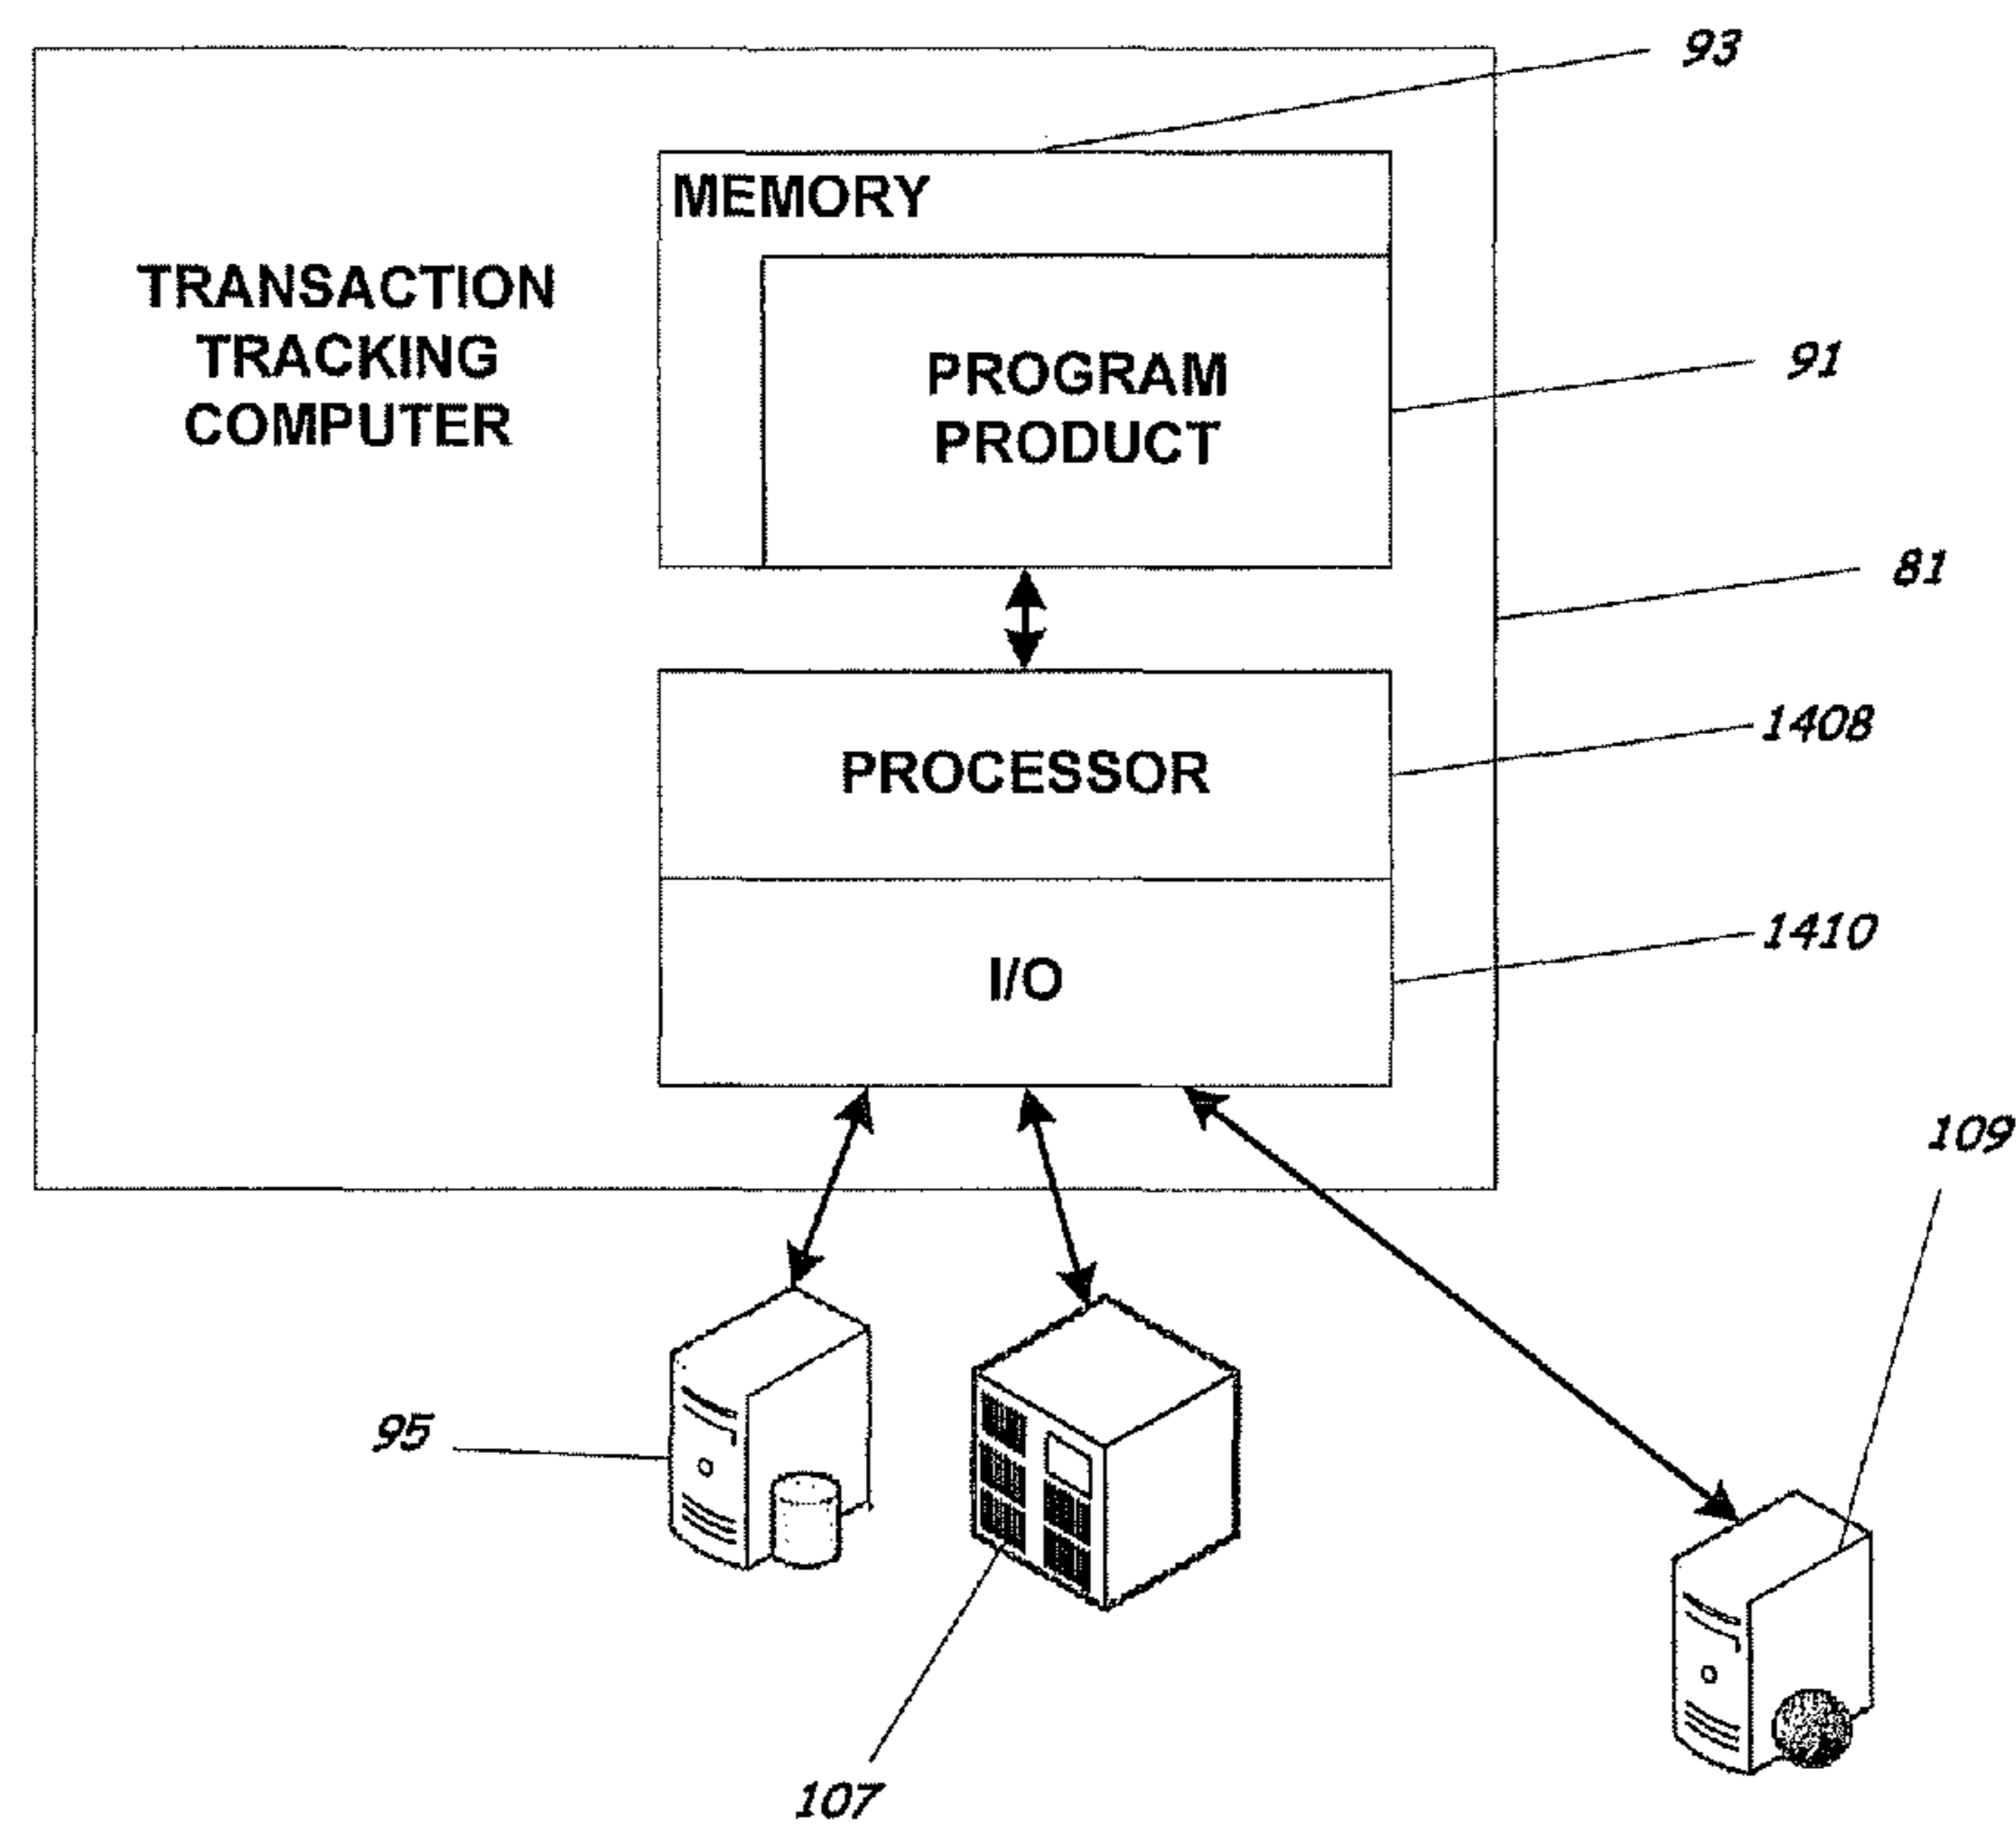 93
MEMORY
TRANSACTION
TRACKING
COMPUTER
PROGRAM
PRODUCT
91
81
1408
PROCESSOR
1410
I/O
109
95
107